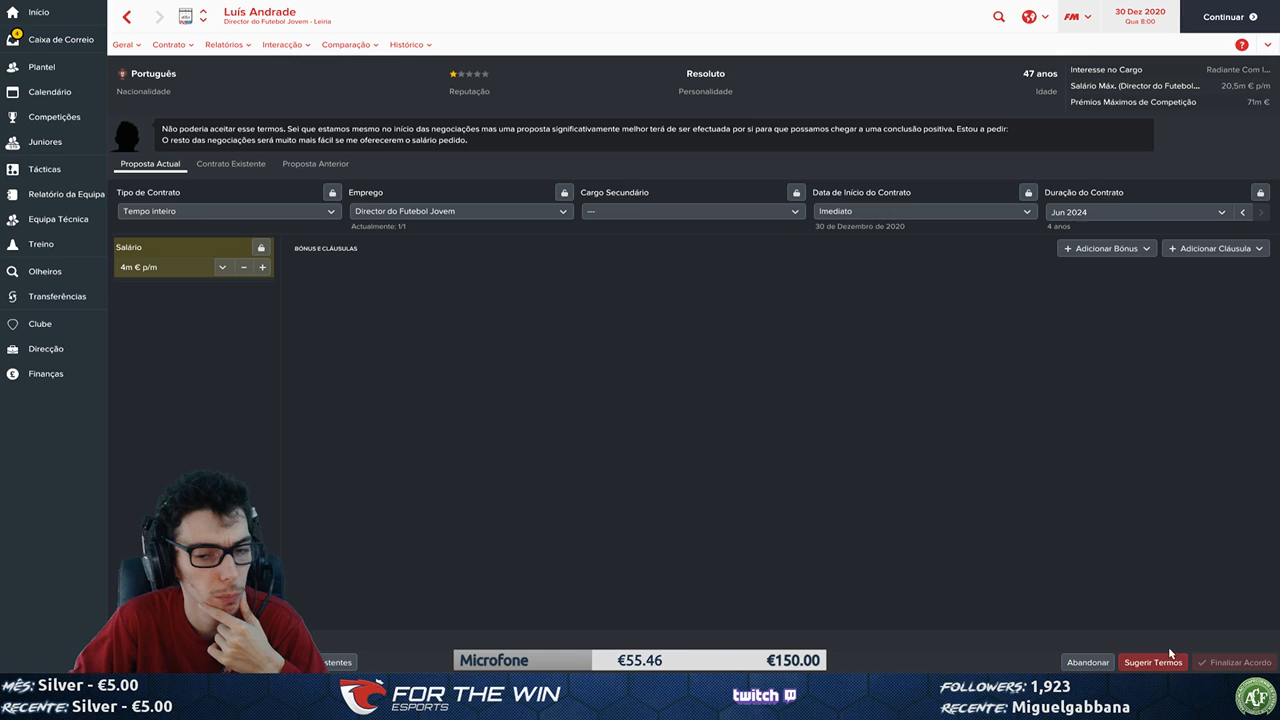 Início
Luís Andrade
Director do Futebol Jovem - Leiria
FM
30 Dez 2020
Qua 8:00
Continuar
4
Caixa de Correio
Geral
Contrato
Relatórios
Interacção
Comparação
Histórico
?
Plantel
Calendário
Competições
Juniores
Tácticas
Relatório da Equipa
Equipa Técnica
Treino
Olheiros
Transferências
Clube
Direcção
Finanças
Português
Nacionalidade
Reputação
Resoluto
Personalidade
47 anos
Idade
Interesse no Cargo Radiante Com I...
Salário Máx. (Director do Futebol... 20,5m € p/m
Prémios Máximos de Competição 71m €
Não poderia aceitar esse termos. Sei que estamos mesmo no início das negociações mas uma proposta significativamente melhor terá de ser efectuada por si para que possamos chegar a uma conclusão positiva. Estou a pedir:
O resto das negociações será muito mais fácil se me oferecerem o salário pedido.
Proposta Actual
Contrato Existente
Proposta Anterior
Tipo de Contrato
Tempo inteiro
Emprego
Director do Futebol Jovem
Actualmente: 1/1
Cargo Secundário
---
Data de Início do Contrato
Imediato
30 de Dezembro de 2020
Duração do Contrato
Jun 2024
4 anos
Salário
4m € p/m
BÓNUS E CLÁUSULAS
+ Adicionar Bónus
+ Adicionar Cláusula
stentes
Microfone €55.46 €150.00
Abandonar
Sugerir Termos
Finalizar Acordo
MÊS: Silver - €5.00
RECENTE: Silver - €5.00
FOR THE WIN
ESPORTS
twitch
FOLLOWERS: 1,923
RECENTE: Miguelgabbana
ACF